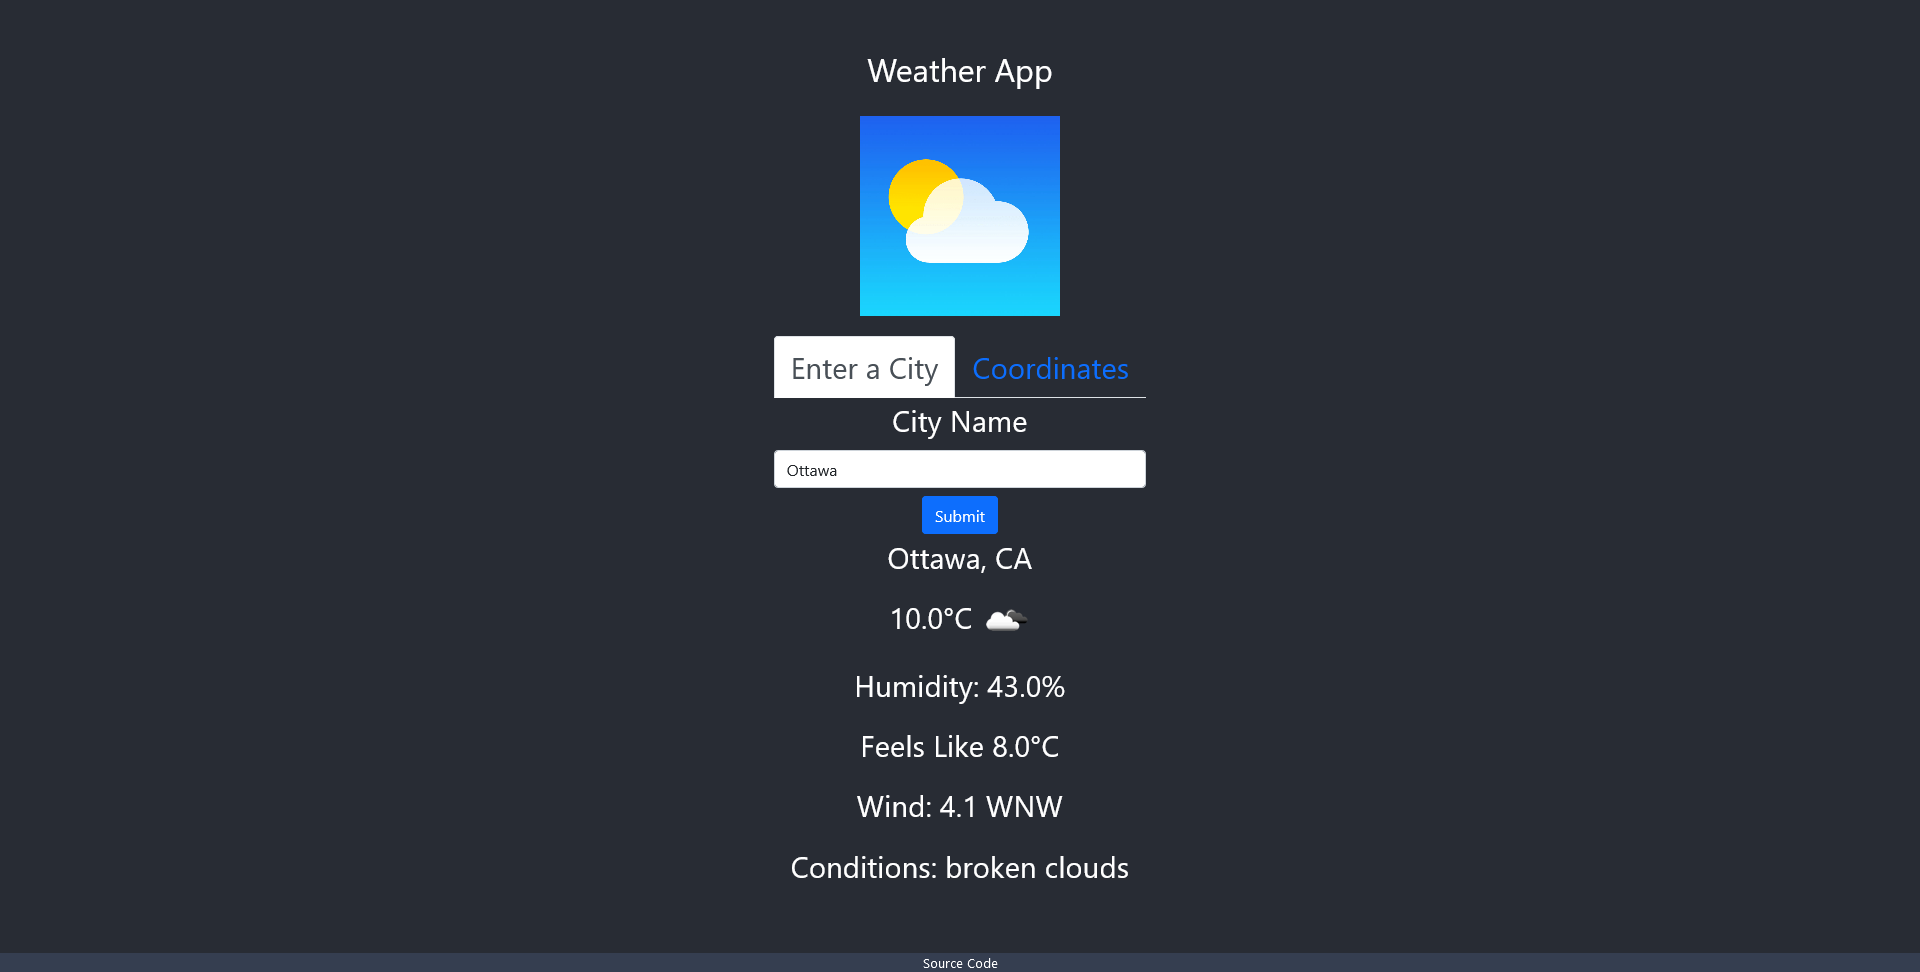 Weather App
Enter a City Coordinates
City Name
Ottawa
Submit
Ottawa, CA
10.0°C
Humidity: 43.0%
Feels Like 8.0°C
Wind: 4.1 WNW
Conditions: broken clouds
Source Code